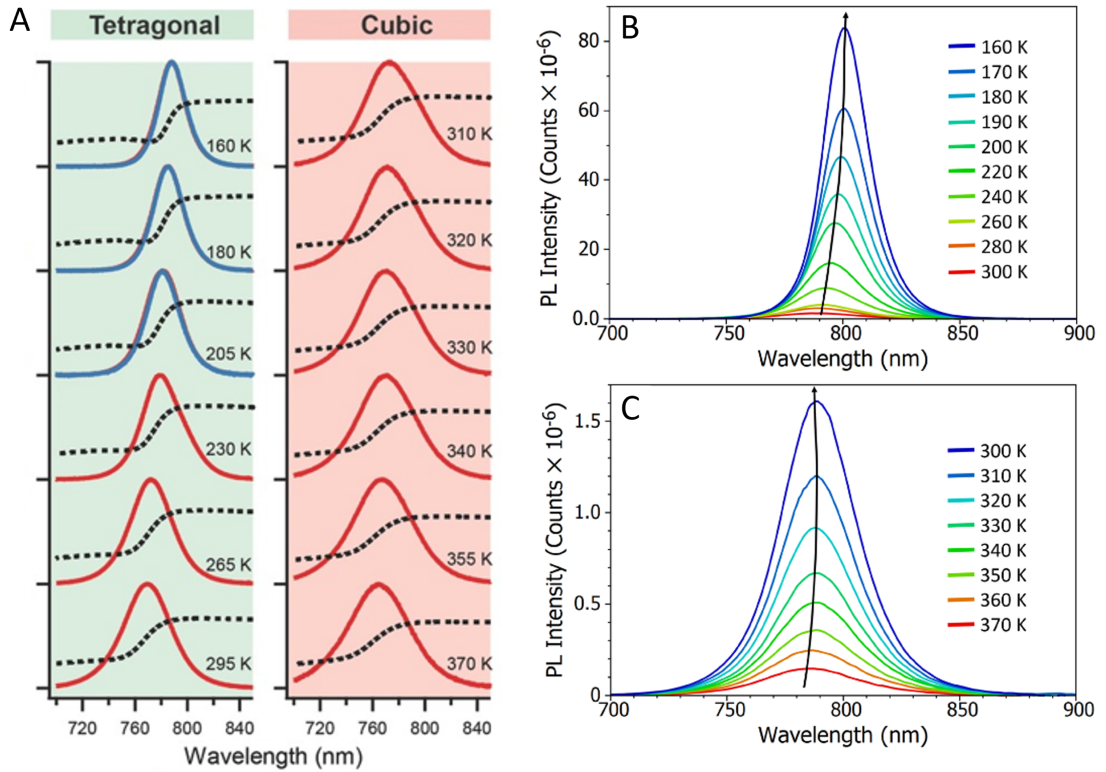 A
Tetragonal
Cubic
160 K
180 K
205 K
230 K
265 K
295 K
310 K
320 K
330 K
340 K
355 K
370 K
720 760 800 840
720 760 800 840
Wavelength (nm)
B
PL Intensity (Counts × 10-6)
80
60
40
20
0.0
160 K
170 K
180 K
190 K
200 K
220 K
240 K
260 K
280 K
300 K
700 750 800 850 900
Wavelength (nm)
C
PL Intensity (Counts × 10-6)
1.5
1.0
0.5
0
300 K
310 K
320 K
330 K
340 K
350 K
360 K
370 K
700 750 800 850 900
Wavelength (nm)